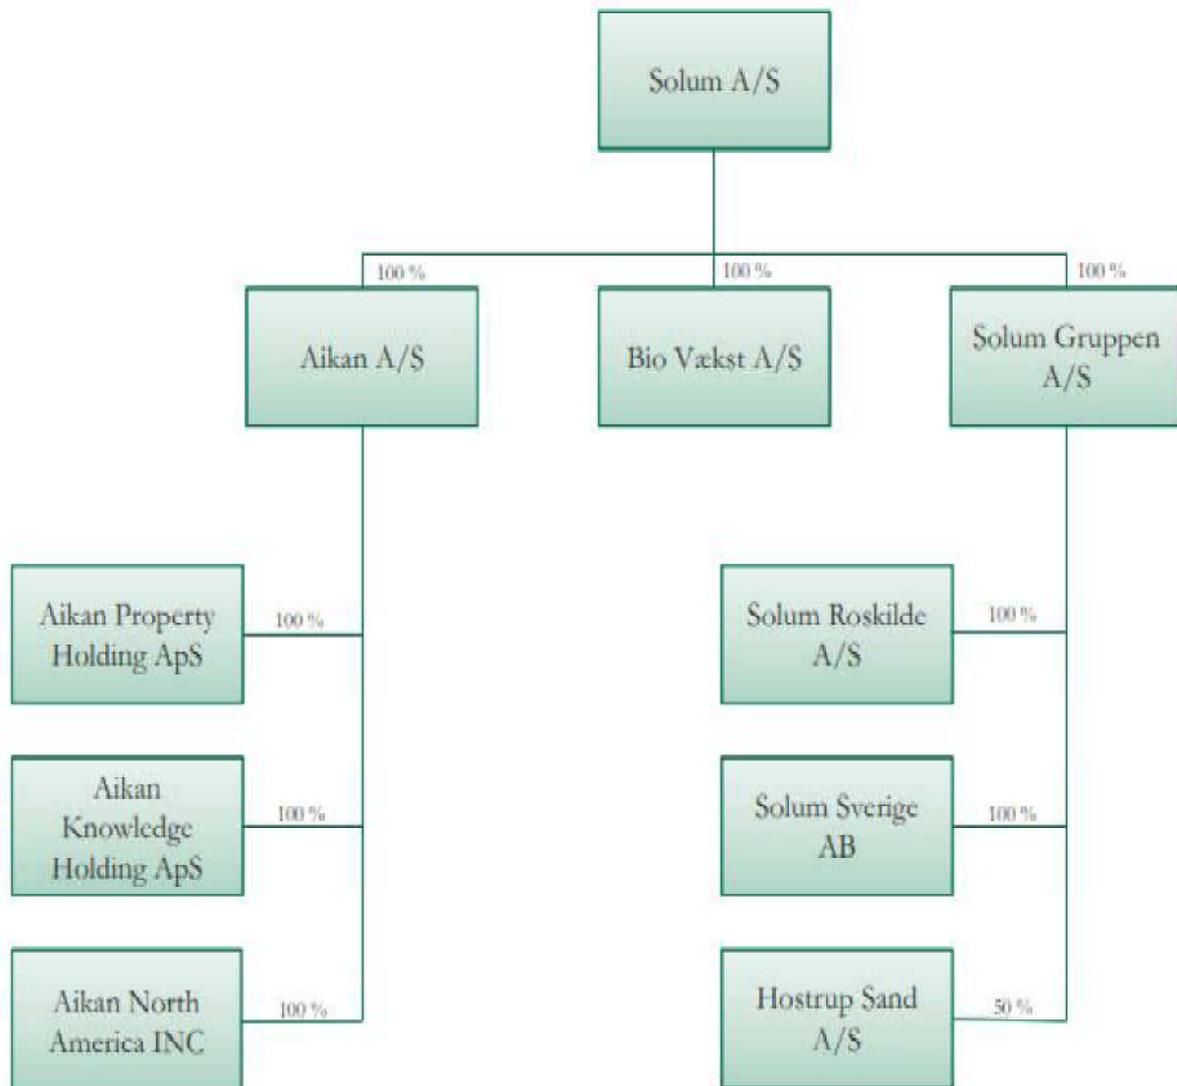 Solum A/S
100 %
100 %
100 %
Aikan A/S
Bio Vækst A/S
Solum Gruppen
A/S
Aikan Property
Holding ApS
100 %
Solum Roskilde
A/S
100 %
Aikan
Knowledge
Holding ApS
100 %
Solum Sverige
AB
100 %
Aikan North
America INC
100 %
Hostrup Sand
A/S
50 %